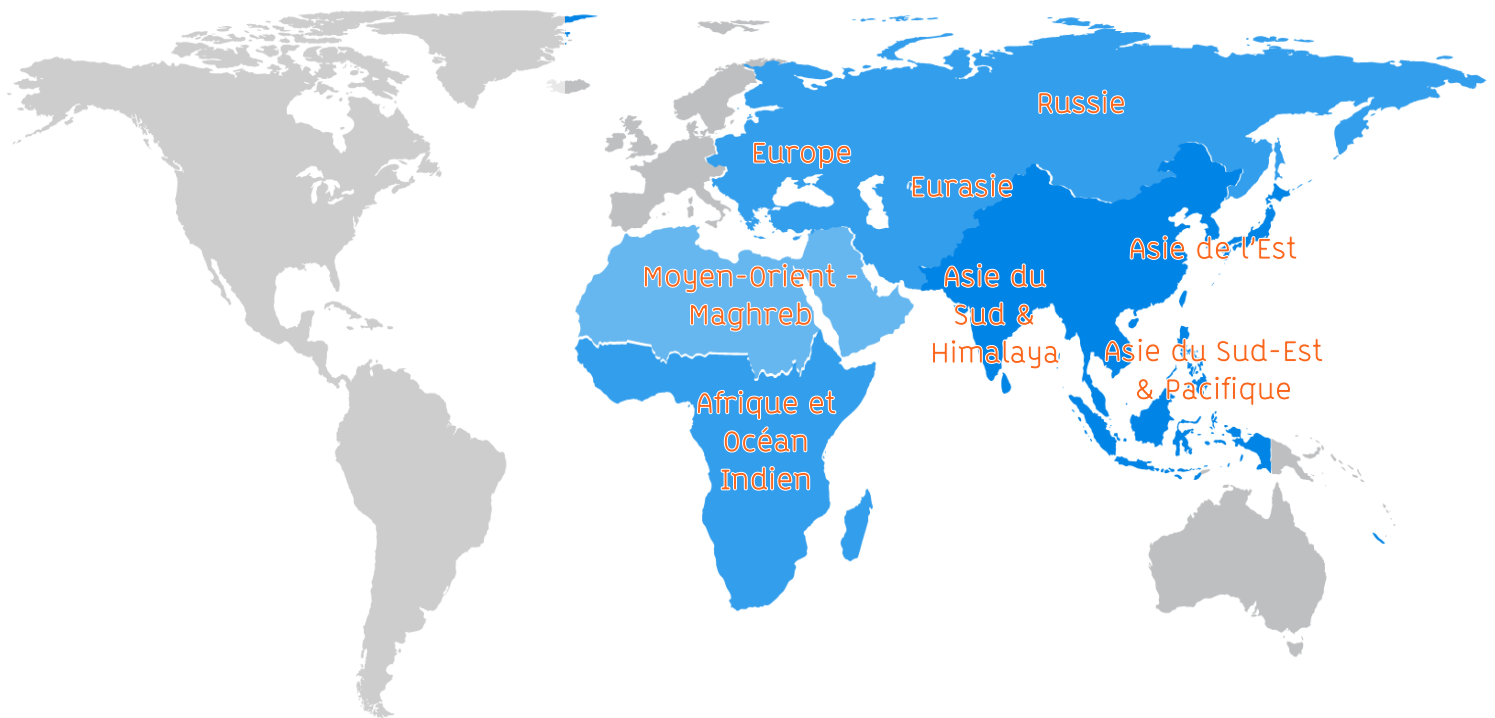 Russie
Europe
Eurasie
Asie de l'Est
Moyen-Orient -
Maghreb
Asie du
Sud &
Himalaya
Asie du Sud-Est
& Pacifique
Afrique et
Océan
Indien